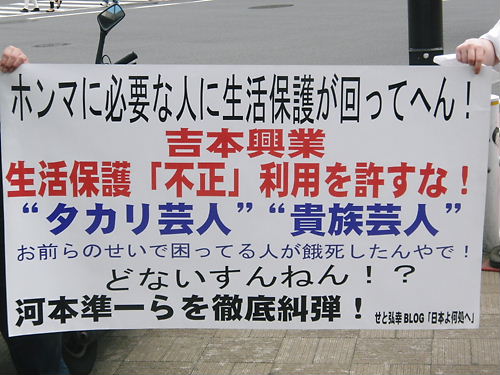 ホンマに必要な人に生活保護が回ってへん！
吉本興業
生活保護「不正」利用を許すな！
“タカリ芸人”“貴族芸人”
お前らのせいで困ってる人が餓死したんやで！
どないすんねん！？
河本準一らを徹底糾弾！
せと弘幸BLOG「日本よ何処へ」